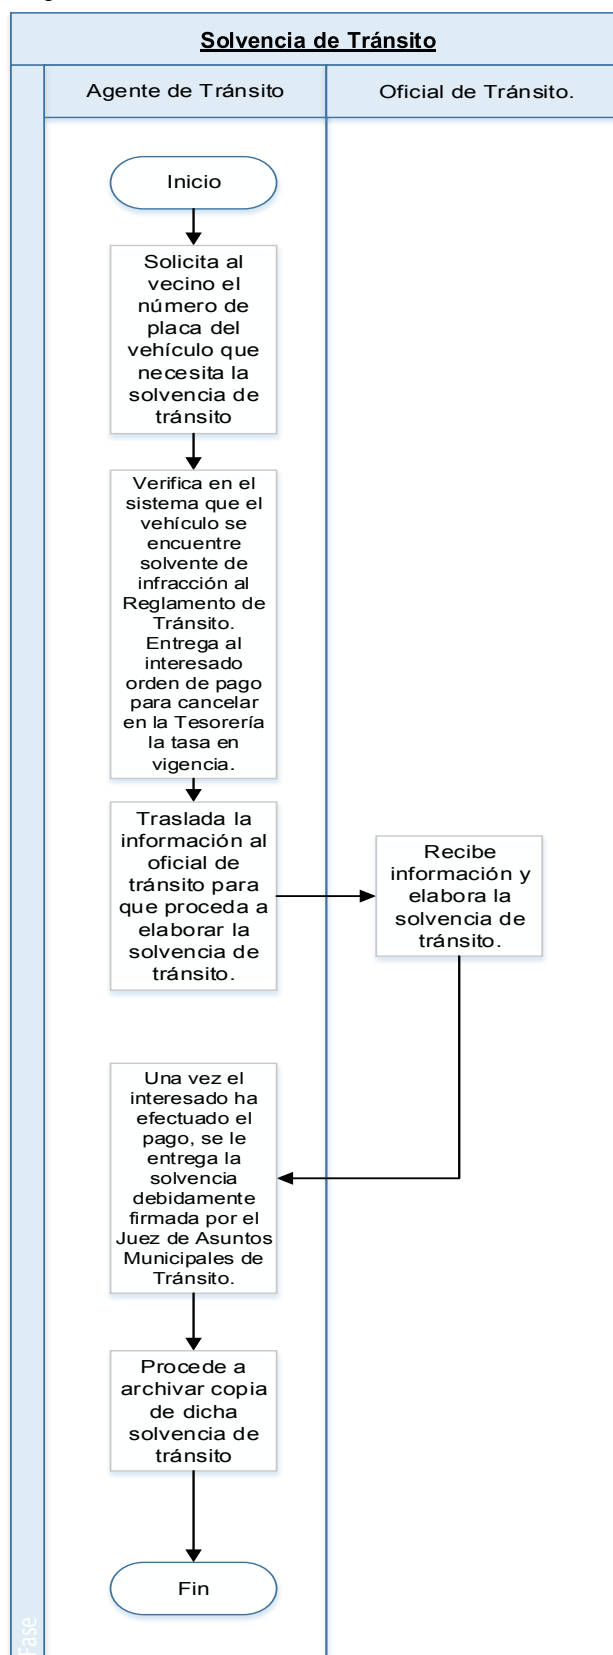 Solvencia de Tránsito
Agente de Tránsito
Oficial de Tránsito.
Inicio
Solicita al
vecino el
número de
placa del
vehículo que
necesita la
solvencia de
tránsito
Verifica en el
sistema que el
vehículo se
encuentre
solvente de
infracción al
Reglamento de
Tránsito.
Entrega al
interesado
orden de pago
para cancelar
en la Tesorería
la tasa en
vigencia.
Traslada la
información al
oficial de
tránsito para
que proceda a
elaborar la
solvencia de
tránsito.
Recibe
información y
elabora la
solvencia de
tránsito.
Una vez el
interesado ha
efectuado el
pago, se le
entrega la
solvencia
debidamente
firmada por el
Juez de Asuntos
Municipales de
Tránsito.
Procede a
archivar copia
de dicha
solvencia de
tránsito
Fin
Fase